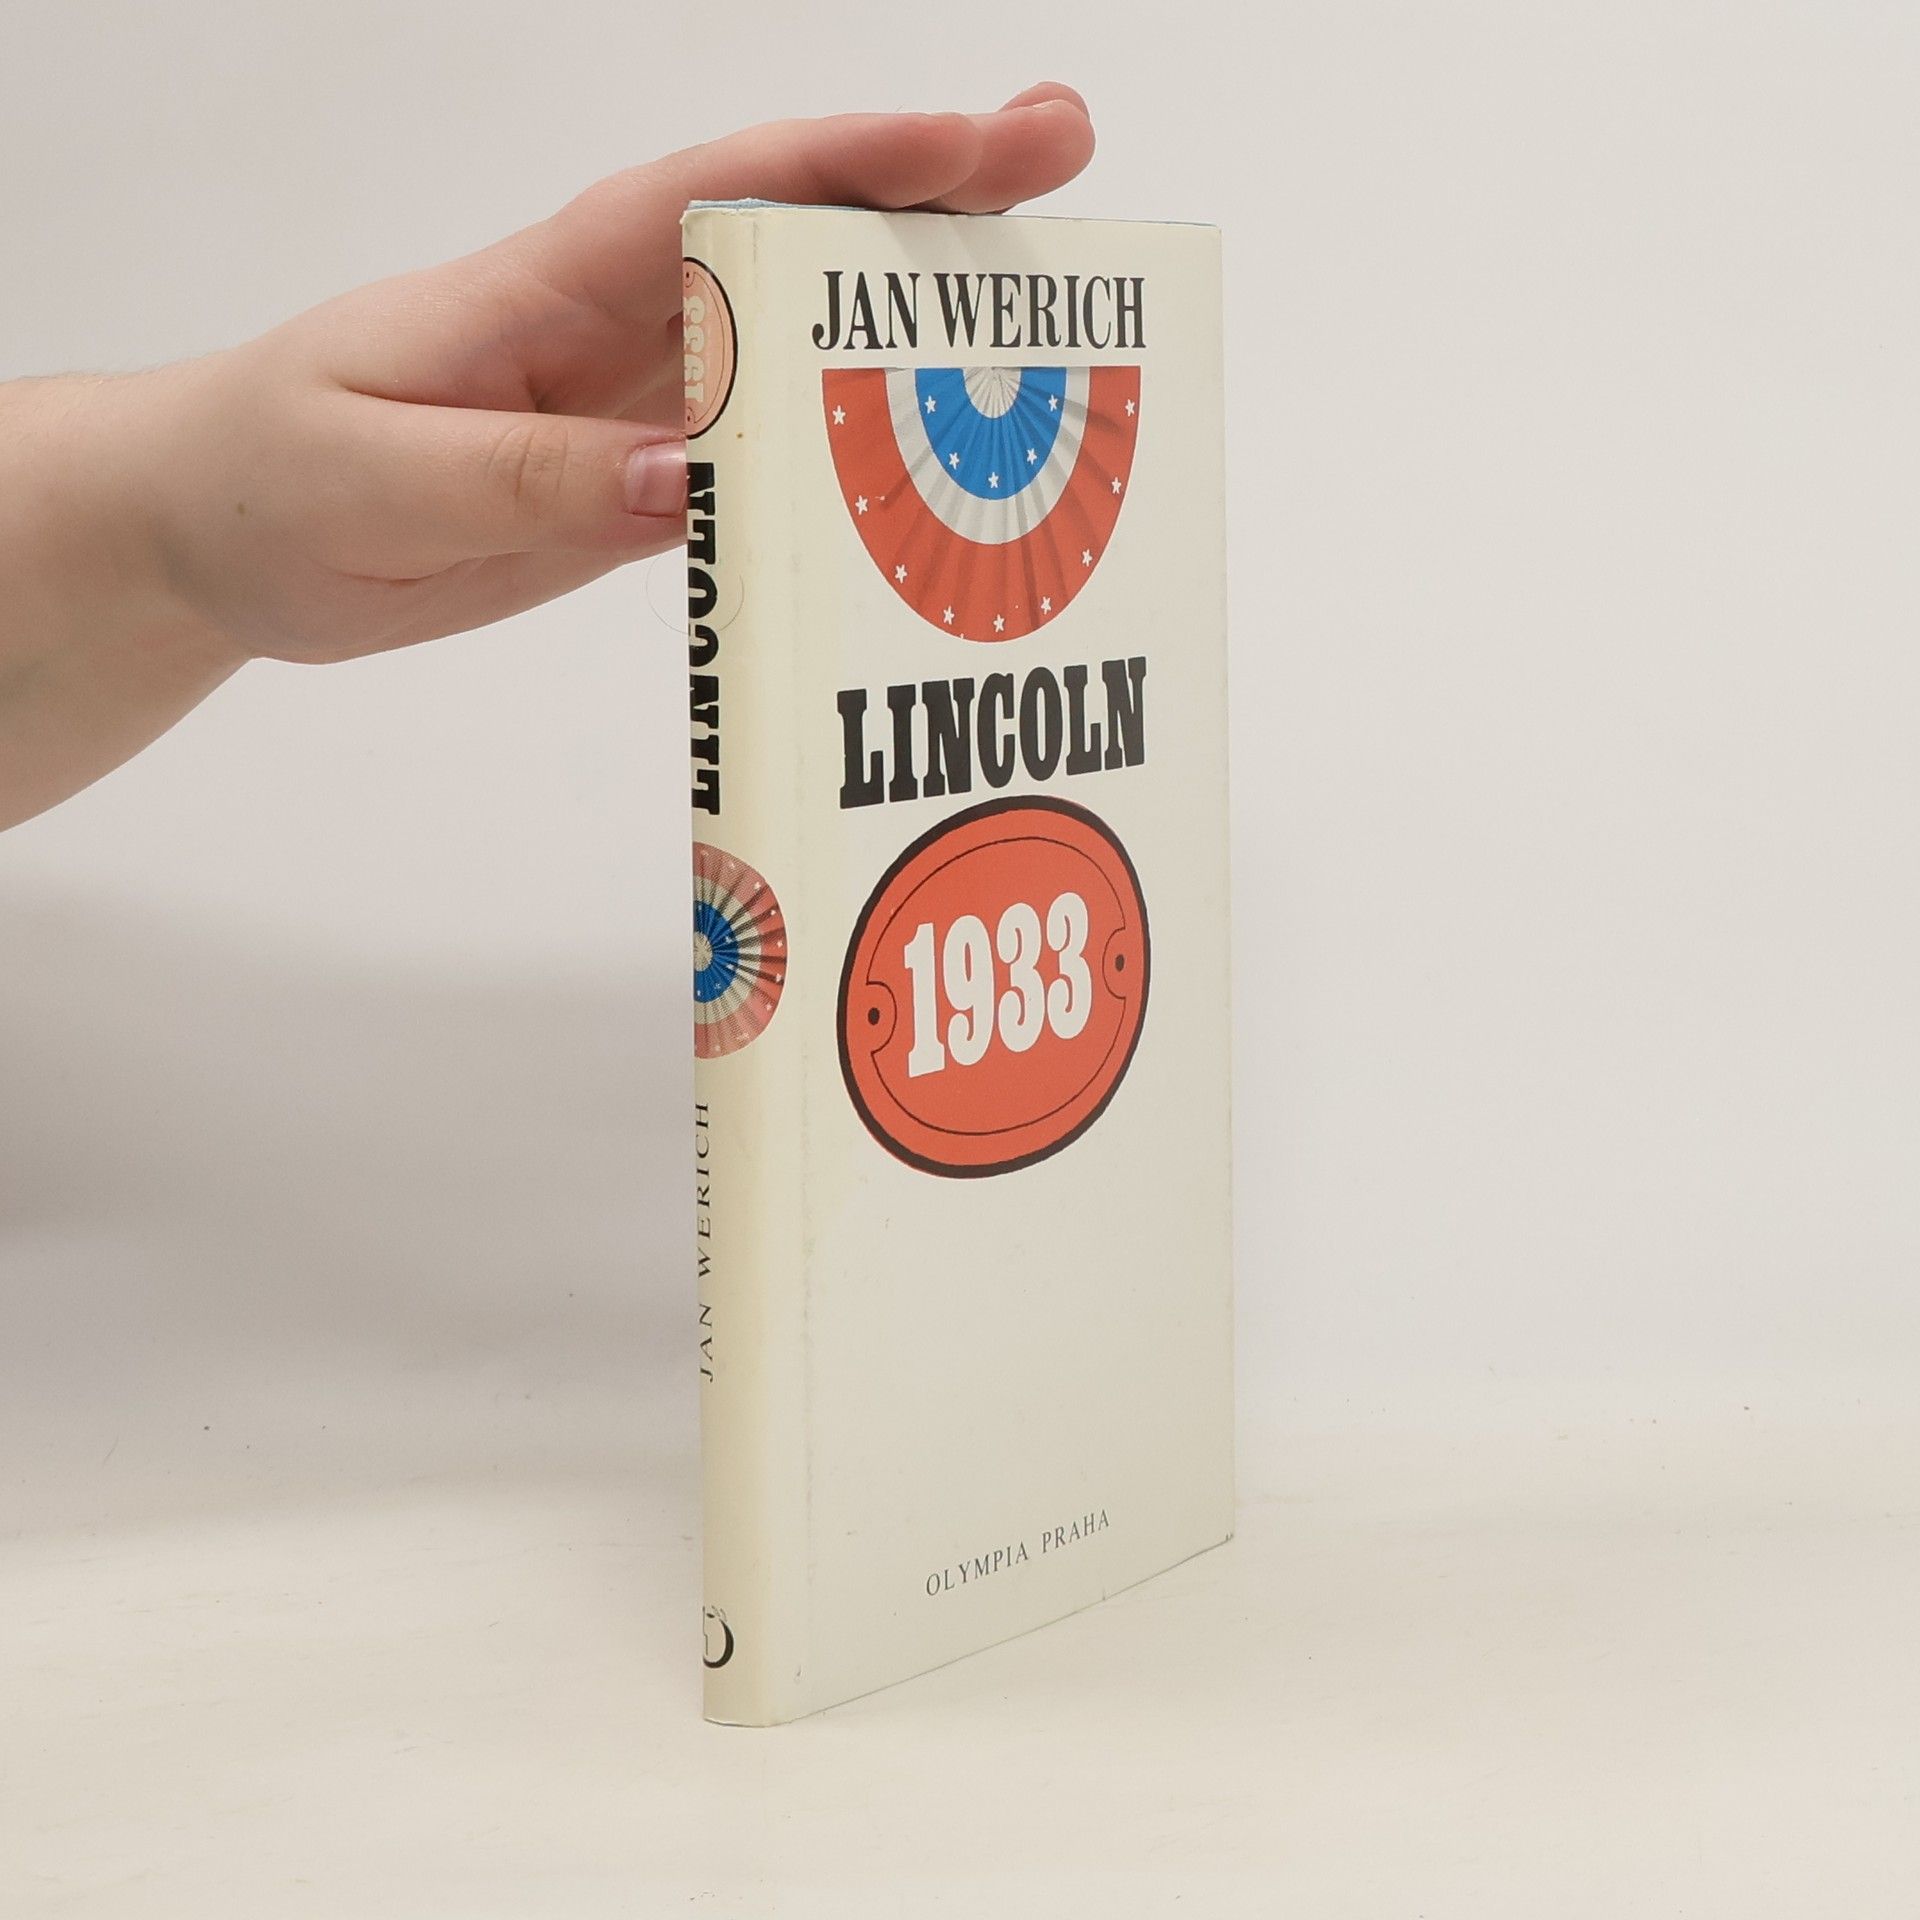 JAN WERICH
LINCOLN
1933
OLYMPIA PRAHA
JAN WERICH
LINCOLN
1933